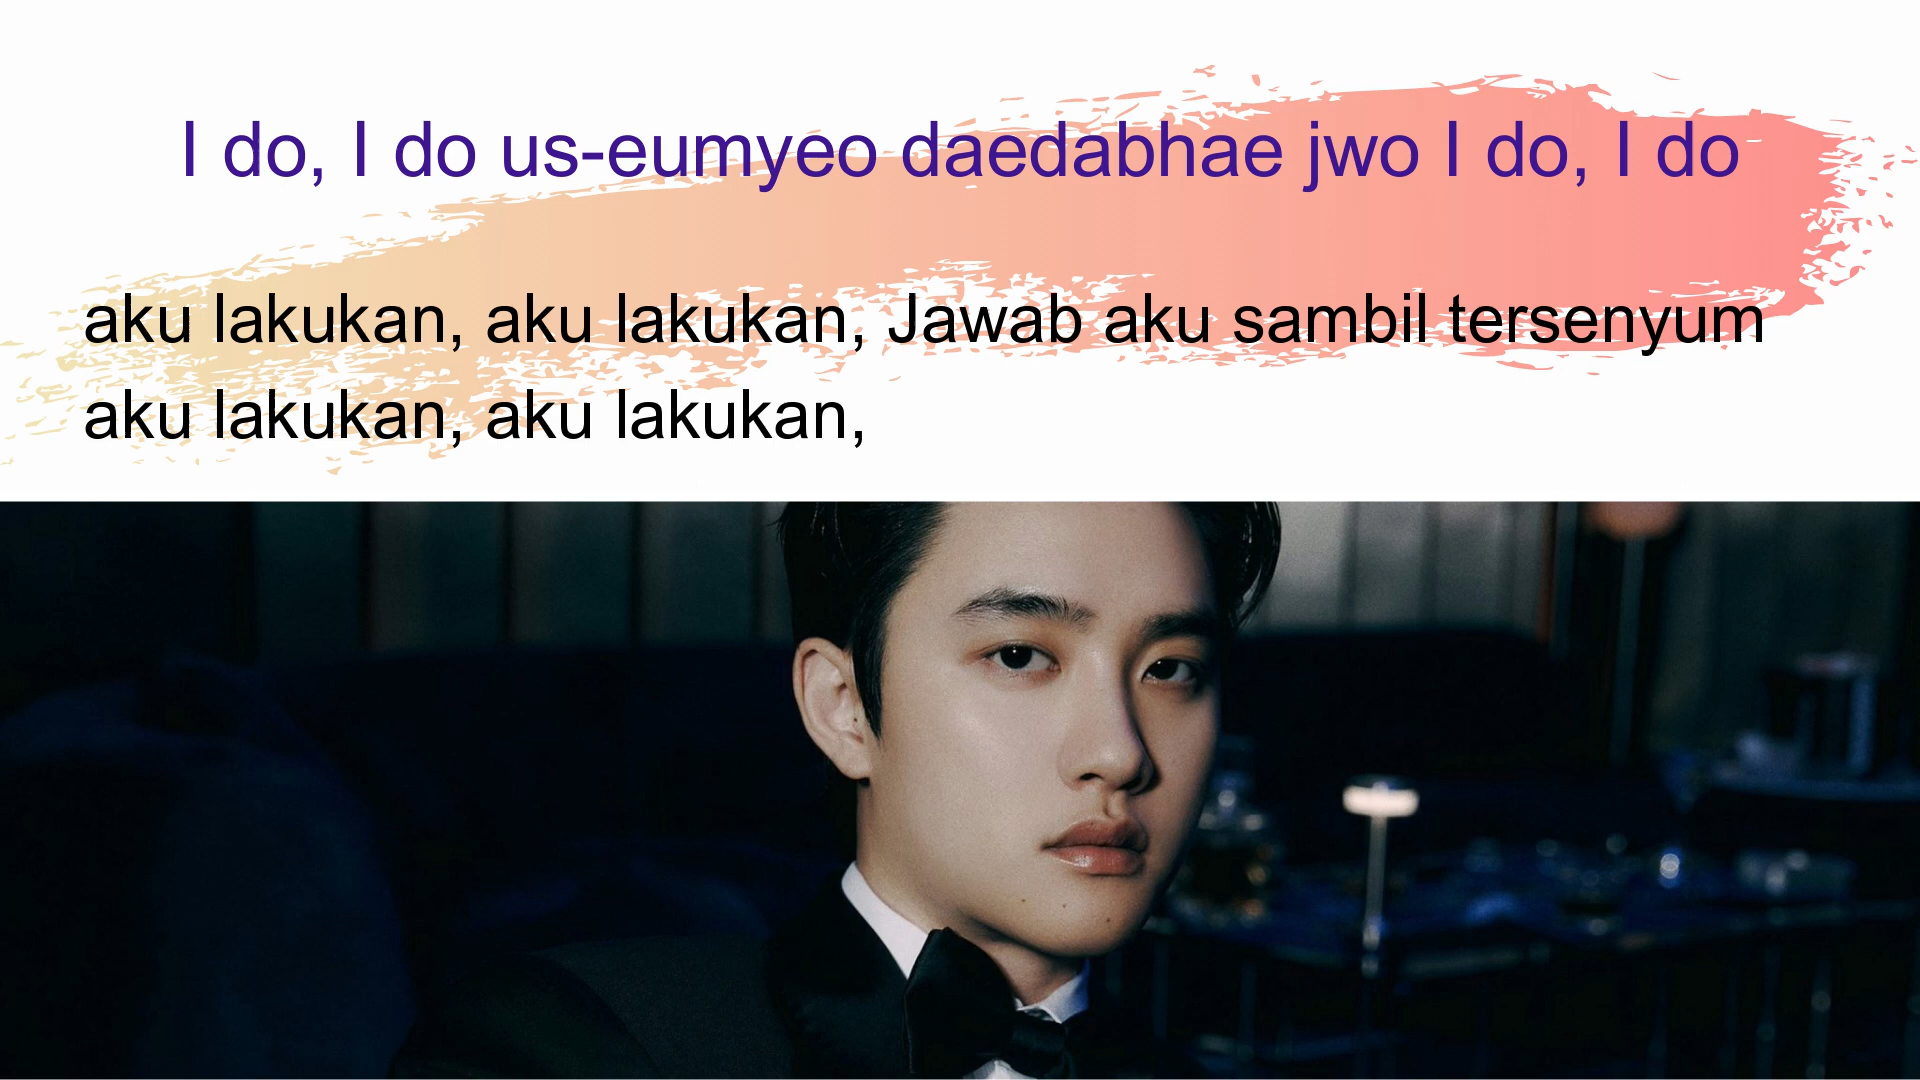 I do, I do us-eumyeo daedabhae jwo I do, I do
aku lakukan, aku lakukan, Jawab aku sambil tersenyum
aku lakukan, aku lakukan,